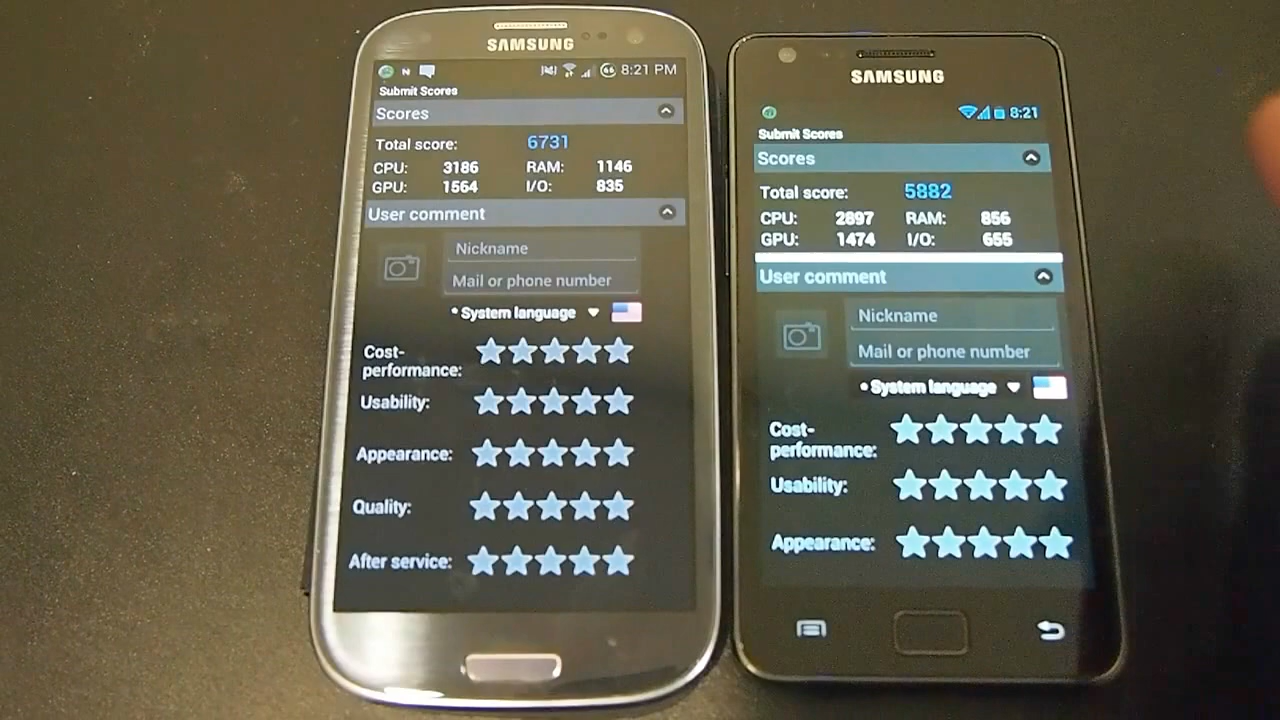 SAMSUNG
N 66 8:21 PM
Submit Scores
Scores
Total score: 6731
CPU: 3186 RAM: 1146
GPU: 1564 I/O: 835
User comment
Nickname
Mail or phone number
• System language
Cost-
performance:
Usability:
Appearance:
Quality:
After service:
SAMSUNG
8:21
Submit Scores
Scores
Total score: 5882
CPU: 2897 RAM: 856
GPU: 1474 I/O: 655
User comment
Nickname
Mail or phone number
• System language
Cost-
performance:
Usability:
Appearance: